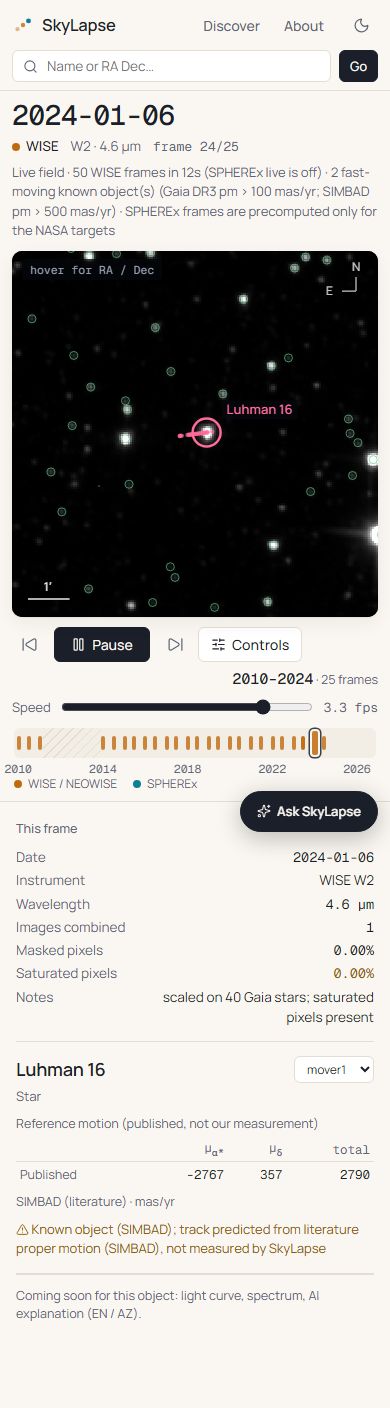 SkyLapse
Discover
About
Name or RA Dec…
Go
2024-01-06
WISE W2 · 4.6 µm frame 24/25
Live field · 50 WISE frames in 12s (SPHEREx live is off) · 2 fast-
moving known object(s) (Gaia DR3 pm > 100 mas/yr; SIMBAD
pm > 500 mas/yr) · SPHEREx frames are precomputed only for
the NASA targets
hover for RA / Dec
N
E
Luhman 16
1′
Pause
Controls
2010–2024 · 25 frames
Speed 3.3 fps
2010 2014 2018 2022 2026
WISE / NEOWISE SPHEREx
Ask SkyLapse
This frame
Date 2024-01-06
Instrument WISE W2
Wavelength 4.6 µm
Images combined 1
Masked pixels 0.00%
Saturated pixels 0.00%
Notes scaled on 40 Gaia stars; saturated
pixels present
Luhman 16 mover1
Star
Reference motion (published, not our measurement)
µα* µδ total
Published -2767 357 2790
SIMBAD (literature) · mas/yr
⚠ Known object (SIMBAD); track predicted from literature
proper motion (SIMBAD), not measured by SkyLapse
Coming soon for this object: light curve, spectrum, AI
explanation (EN / AZ).